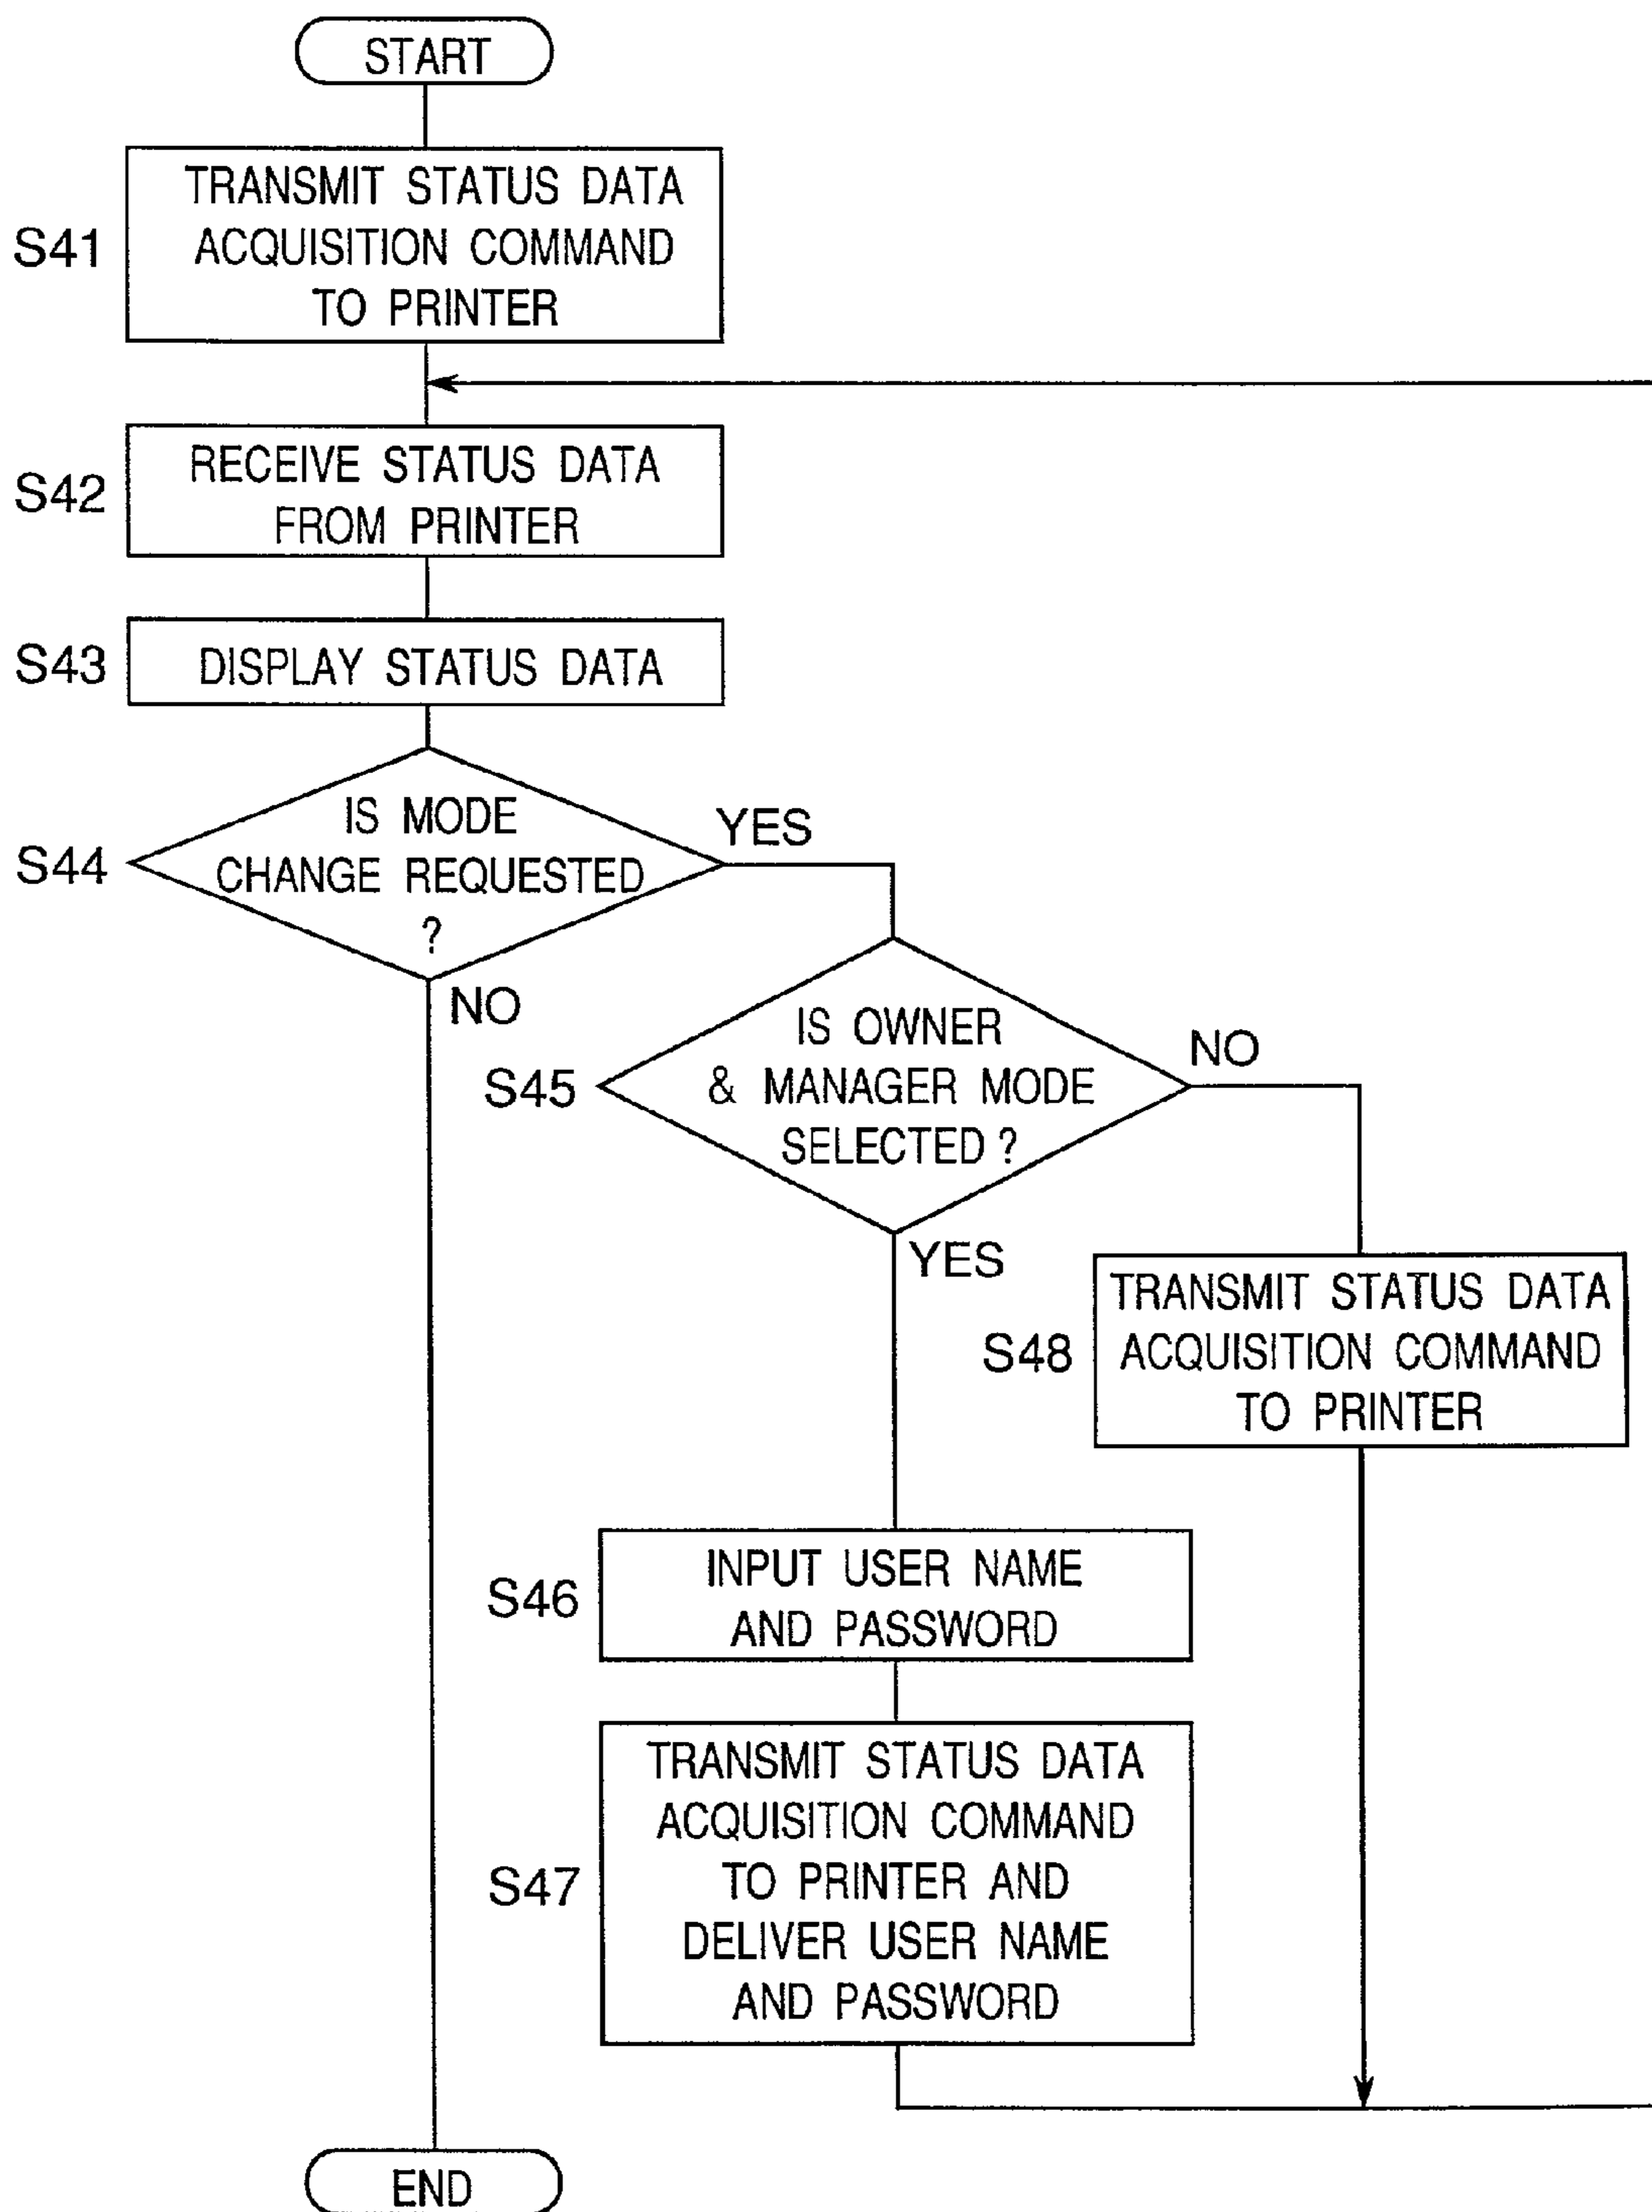 START
S41
TRANSMIT STATUS DATA
ACQUISITION COMMAND
TO PRINTER
S42
RECEIVE STATUS DATA
FROM PRINTER
S43
DISPLAY STATUS DATA
S44
IS MODE
CHANGE REQUESTED
?
YES
NO
S45
IS OWNER
& MANAGER MODE
SELECTED ?
NO
YES
S48
TRANSMIT STATUS DATA
ACQUISITION COMMAND
TO PRINTER
S46
INPUT USER NAME
AND PASSWORD
S47
TRANSMIT STATUS DATA
ACQUISITION COMMAND
TO PRINTER AND
DELIVER USER NAME
AND PASSWORD
END